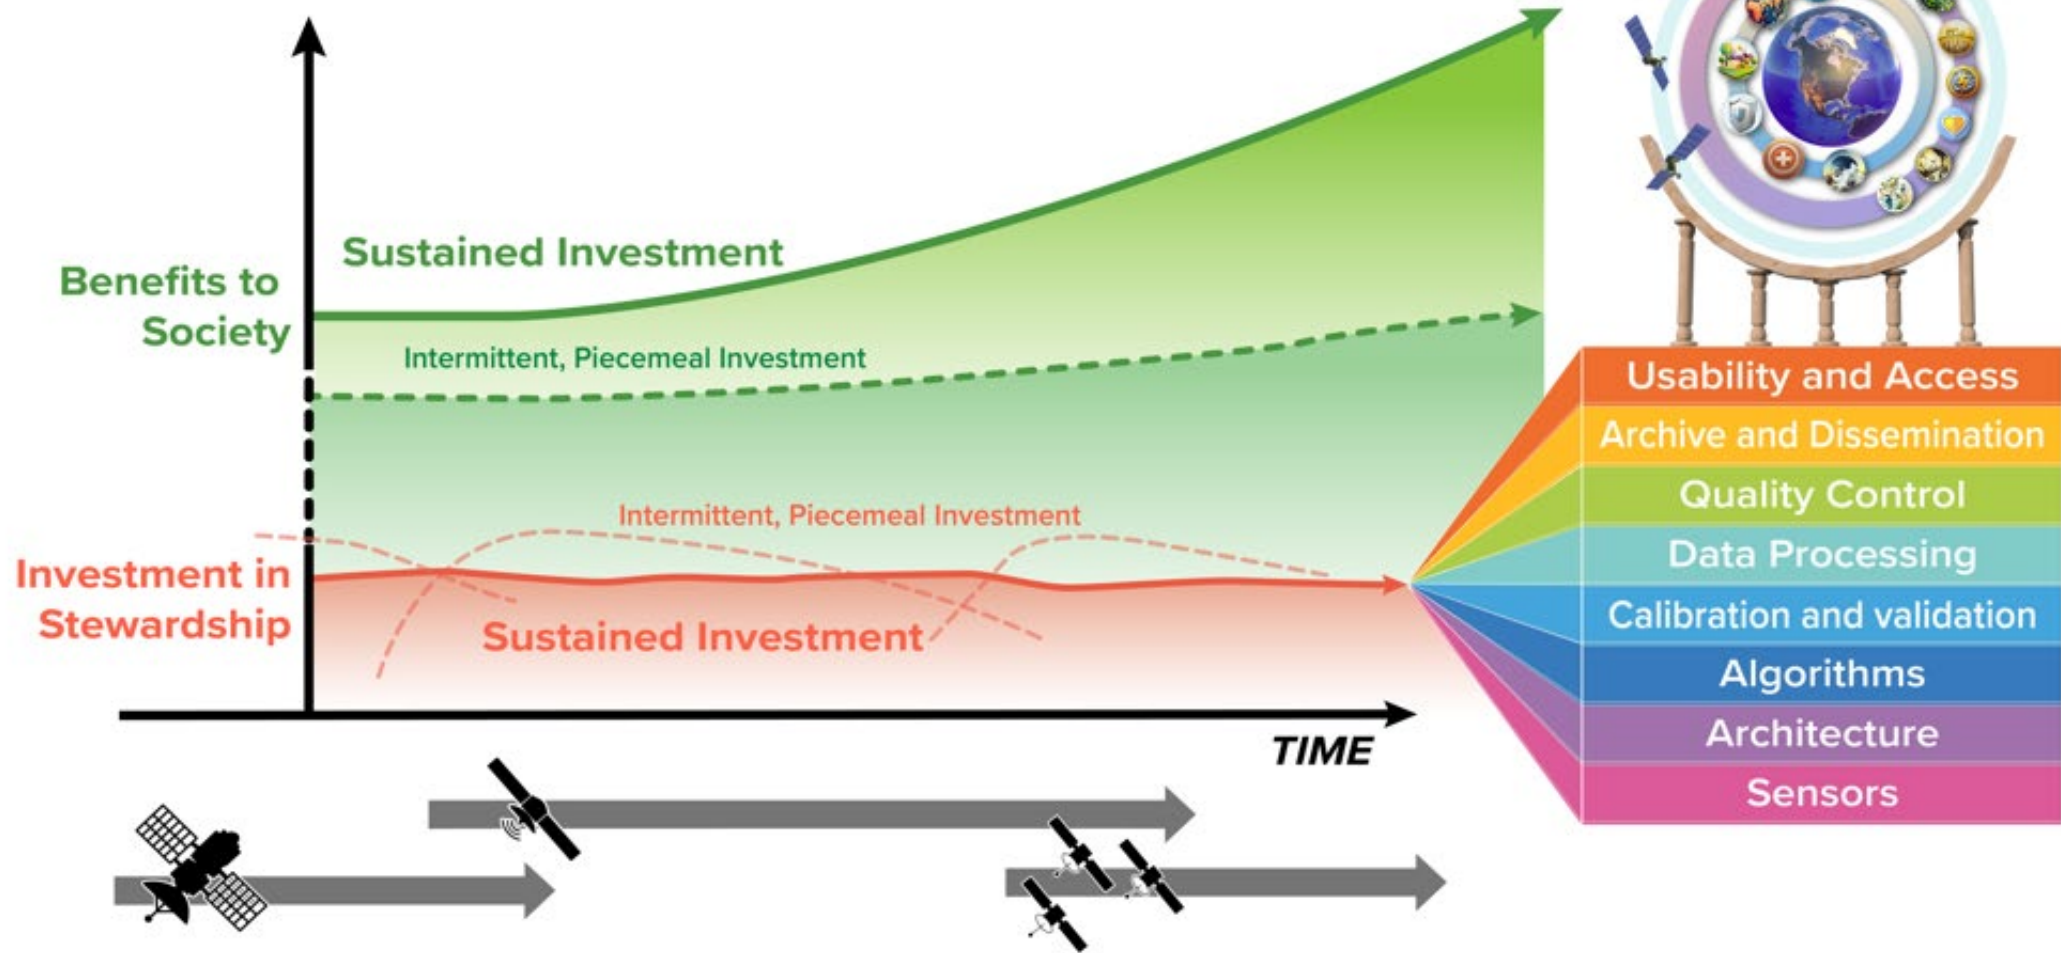 Sustained Investment
Benefits to
Society
Intermittent, Piecemeal Investment
Intermittent, Piecemeal Investment
Investment in
Stewardship
Sustained Investment
TIME
Usability and Access
Archive and Dissemination
Quality Control
Data Processing
Calibration and validation
Algorithms
Architecture
Sensors